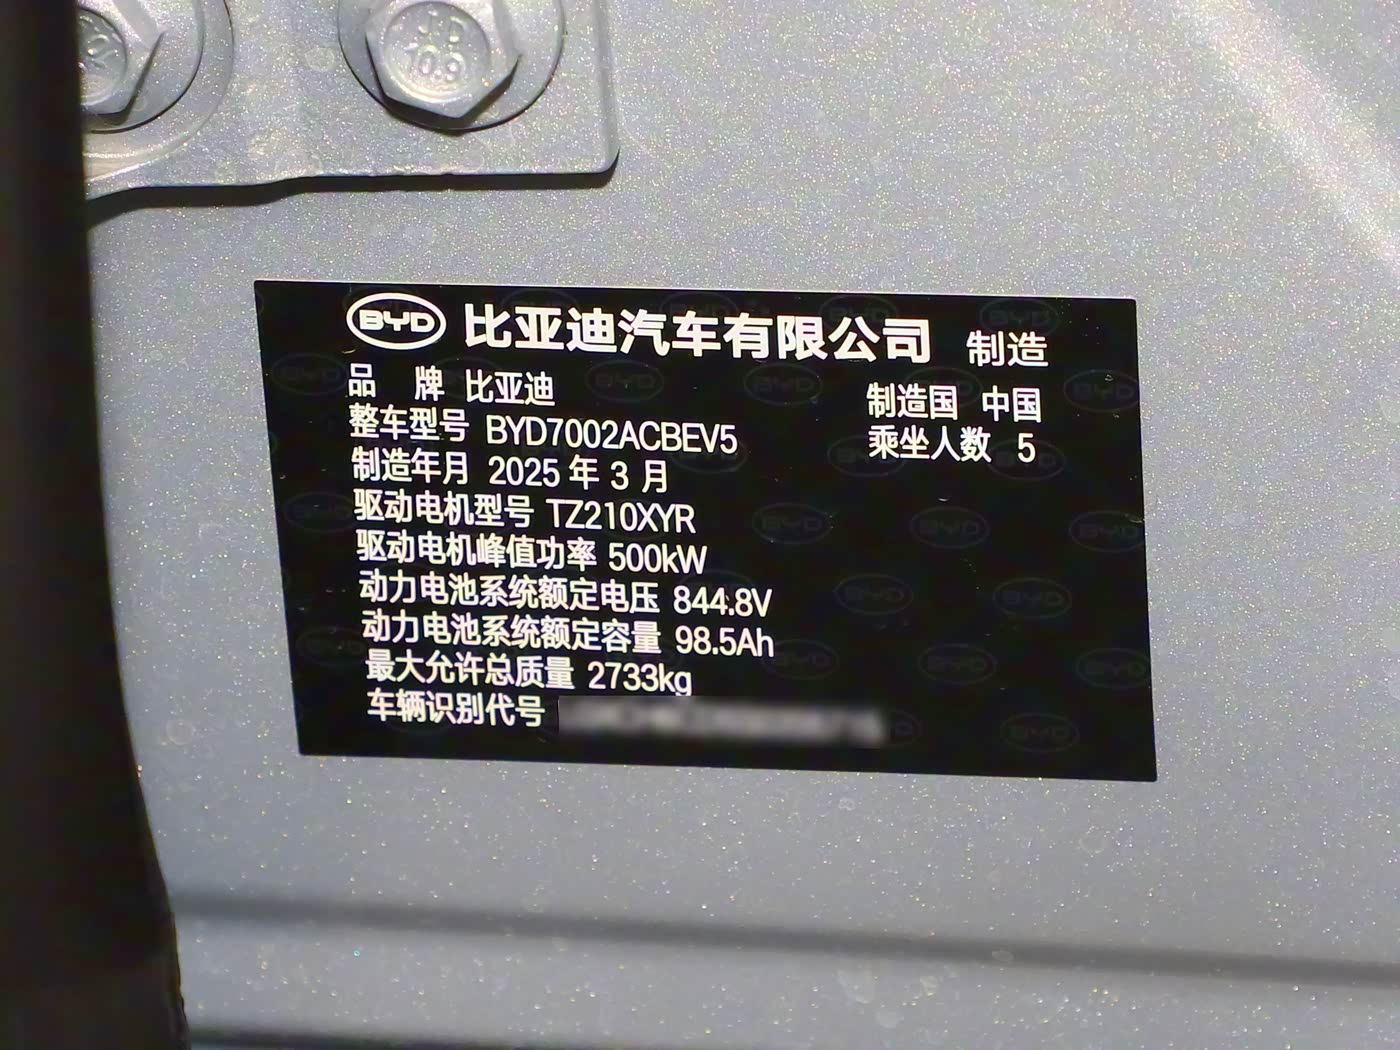 JD
10.9
BYD 比亚迪汽车有限公司 制造
品 牌 比亚迪 制造国 中国
整车型号 BYD7002ACBEV5 乘坐人数 5
制造年月 2025 年 3 月
驱动电机型号 TZ210XYR
驱动电机峰值功率 500kW
动力电池系统额定电压 844.8V
动力电池系统额定容量 98.5Ah
最大允许总质量 2733kg
车辆识别代号